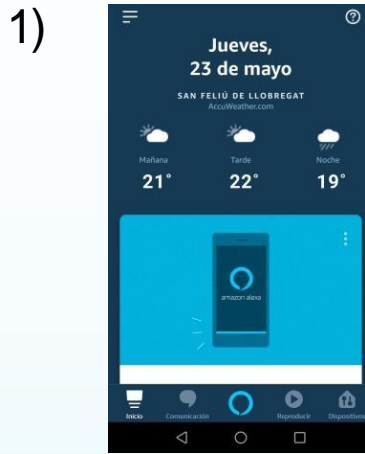 1)
Jueves,
23 de mayo
SAN FELIÚ DE LLOBREGAT
AccuWeather.com
Mañana Tarde Noche
21° 22° 19°
amazon alexa
Inicio Comunicación Reproducir Dispositivos